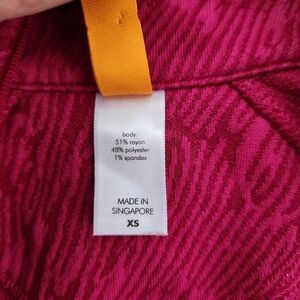 body:
51% rayon
48% polyester
1% spandex
MADE IN
SINGAPORE
XS